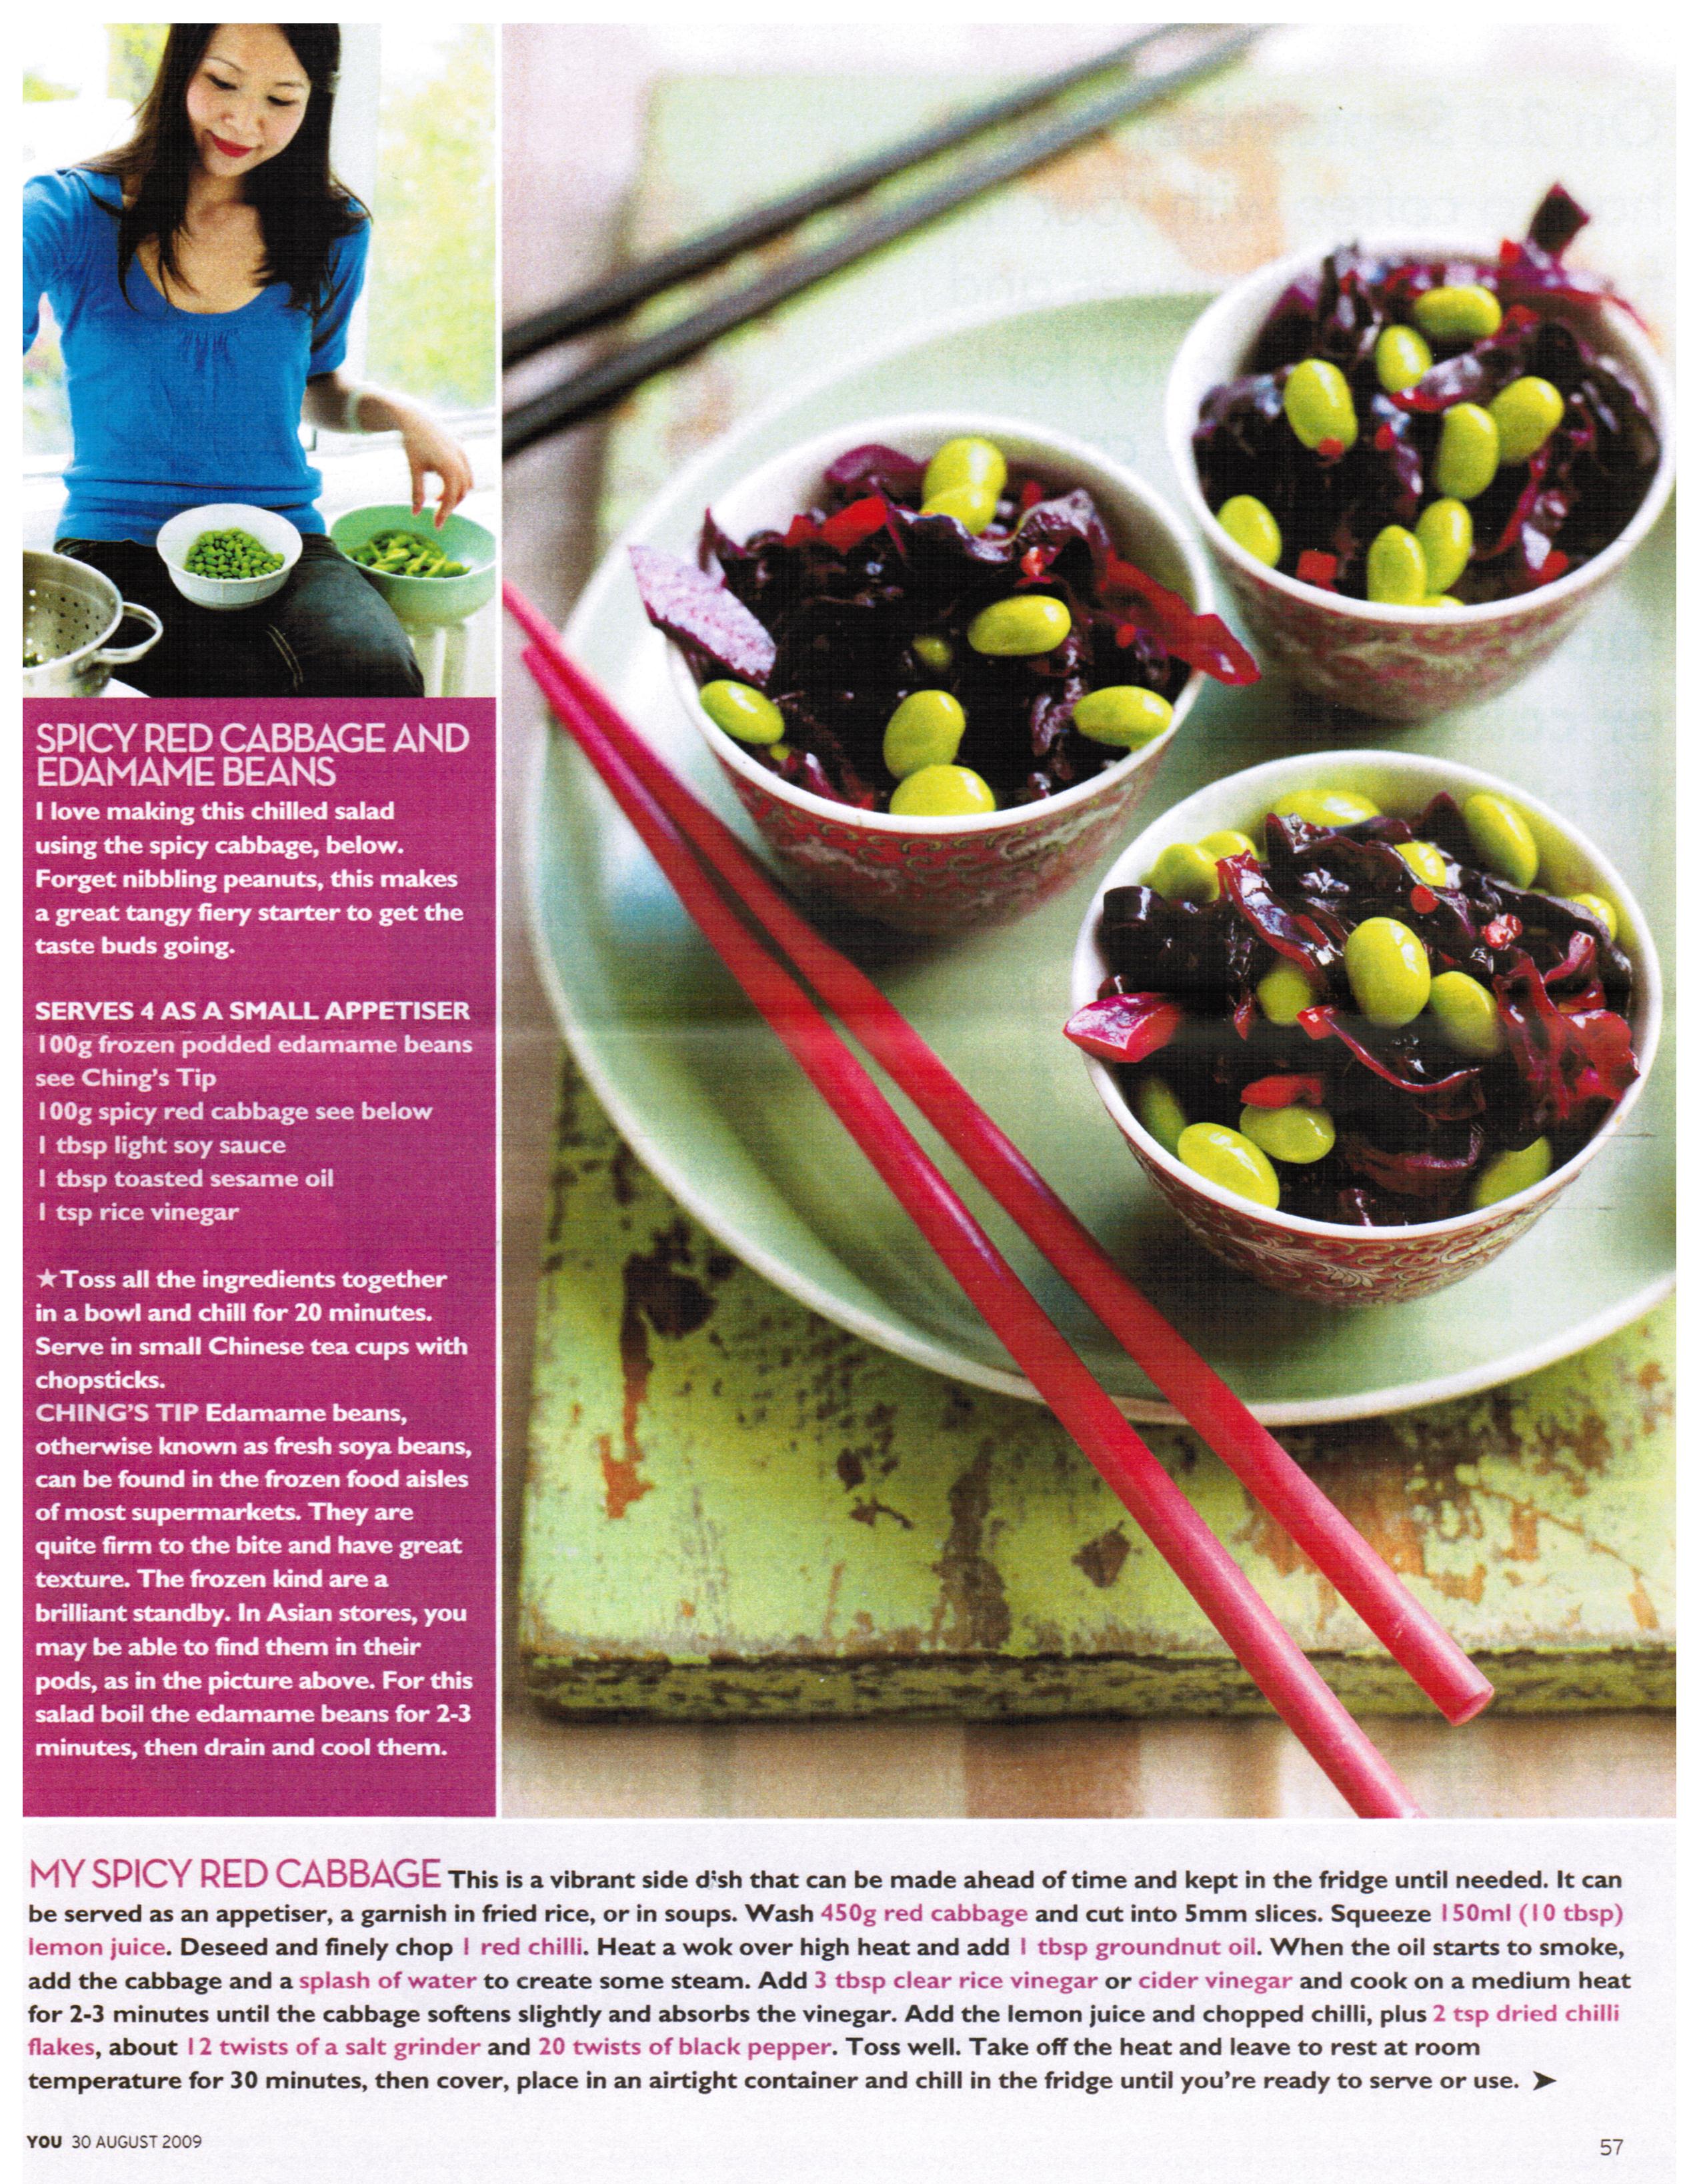 SPICY RED CABBAGE AND
EDAMAME BEANS
I love making this chilled salad
using the spicy cabbage, below.
Forget nibbling peanuts, this makes
a great tangy fiery starter to get the
taste buds going.
SERVES 4 AS A SMALL APPETISER
100g frozen podded edamame beans
see Ching's Tip
100g spicy red cabbage see below
1 tbsp light soy sauce
1 tbsp toasted sesame oil
1 tsp rice vinegar
★Toss all the ingredients together
in a bowl and chill for 20 minutes.
Serve in small Chinese tea cups with
chopsticks.
CHING'S TIP Edamame beans,
otherwise known as fresh soya beans,
can be found in the frozen food aisles
of most supermarkets. They are
quite firm to the bite and have great
texture. The frozen kind are a
brilliant standby. In Asian stores, you
may be able to find them in their
pods, as in the picture above. For this
salad boil the edamame beans for 2-3
minutes, then drain and cool them.
MY SPICY RED CABBAGE This is a vibrant side dish that can be made ahead of time and kept in the fridge until needed. It can
be served as an appetiser, a garnish in fried rice, or in soups. Wash 450g red cabbage and cut into 5mm slices. Squeeze 150ml (10 tbsp)
lemon juice. Deseed and finely chop 1 red chilli. Heat a wok over high heat and add 1 tbsp groundnut oil. When the oil starts to smoke,
add the cabbage and a splash of water to create some steam. Add 3 tbsp clear rice vinegar or cider vinegar and cook on a medium heat
for 2-3 minutes until the cabbage softens slightly and absorbs the vinegar. Add the lemon juice and chopped chilli, plus 2 tsp dried chilli
flakes, about 12 twists of a salt grinder and 20 twists of black pepper. Toss well. Take off the heat and leave to rest at room
temperature for 30 minutes, then cover, place in an airtight container and chill in the fridge until you're ready to serve or use. ➤
YOU 30 AUGUST 2009
57